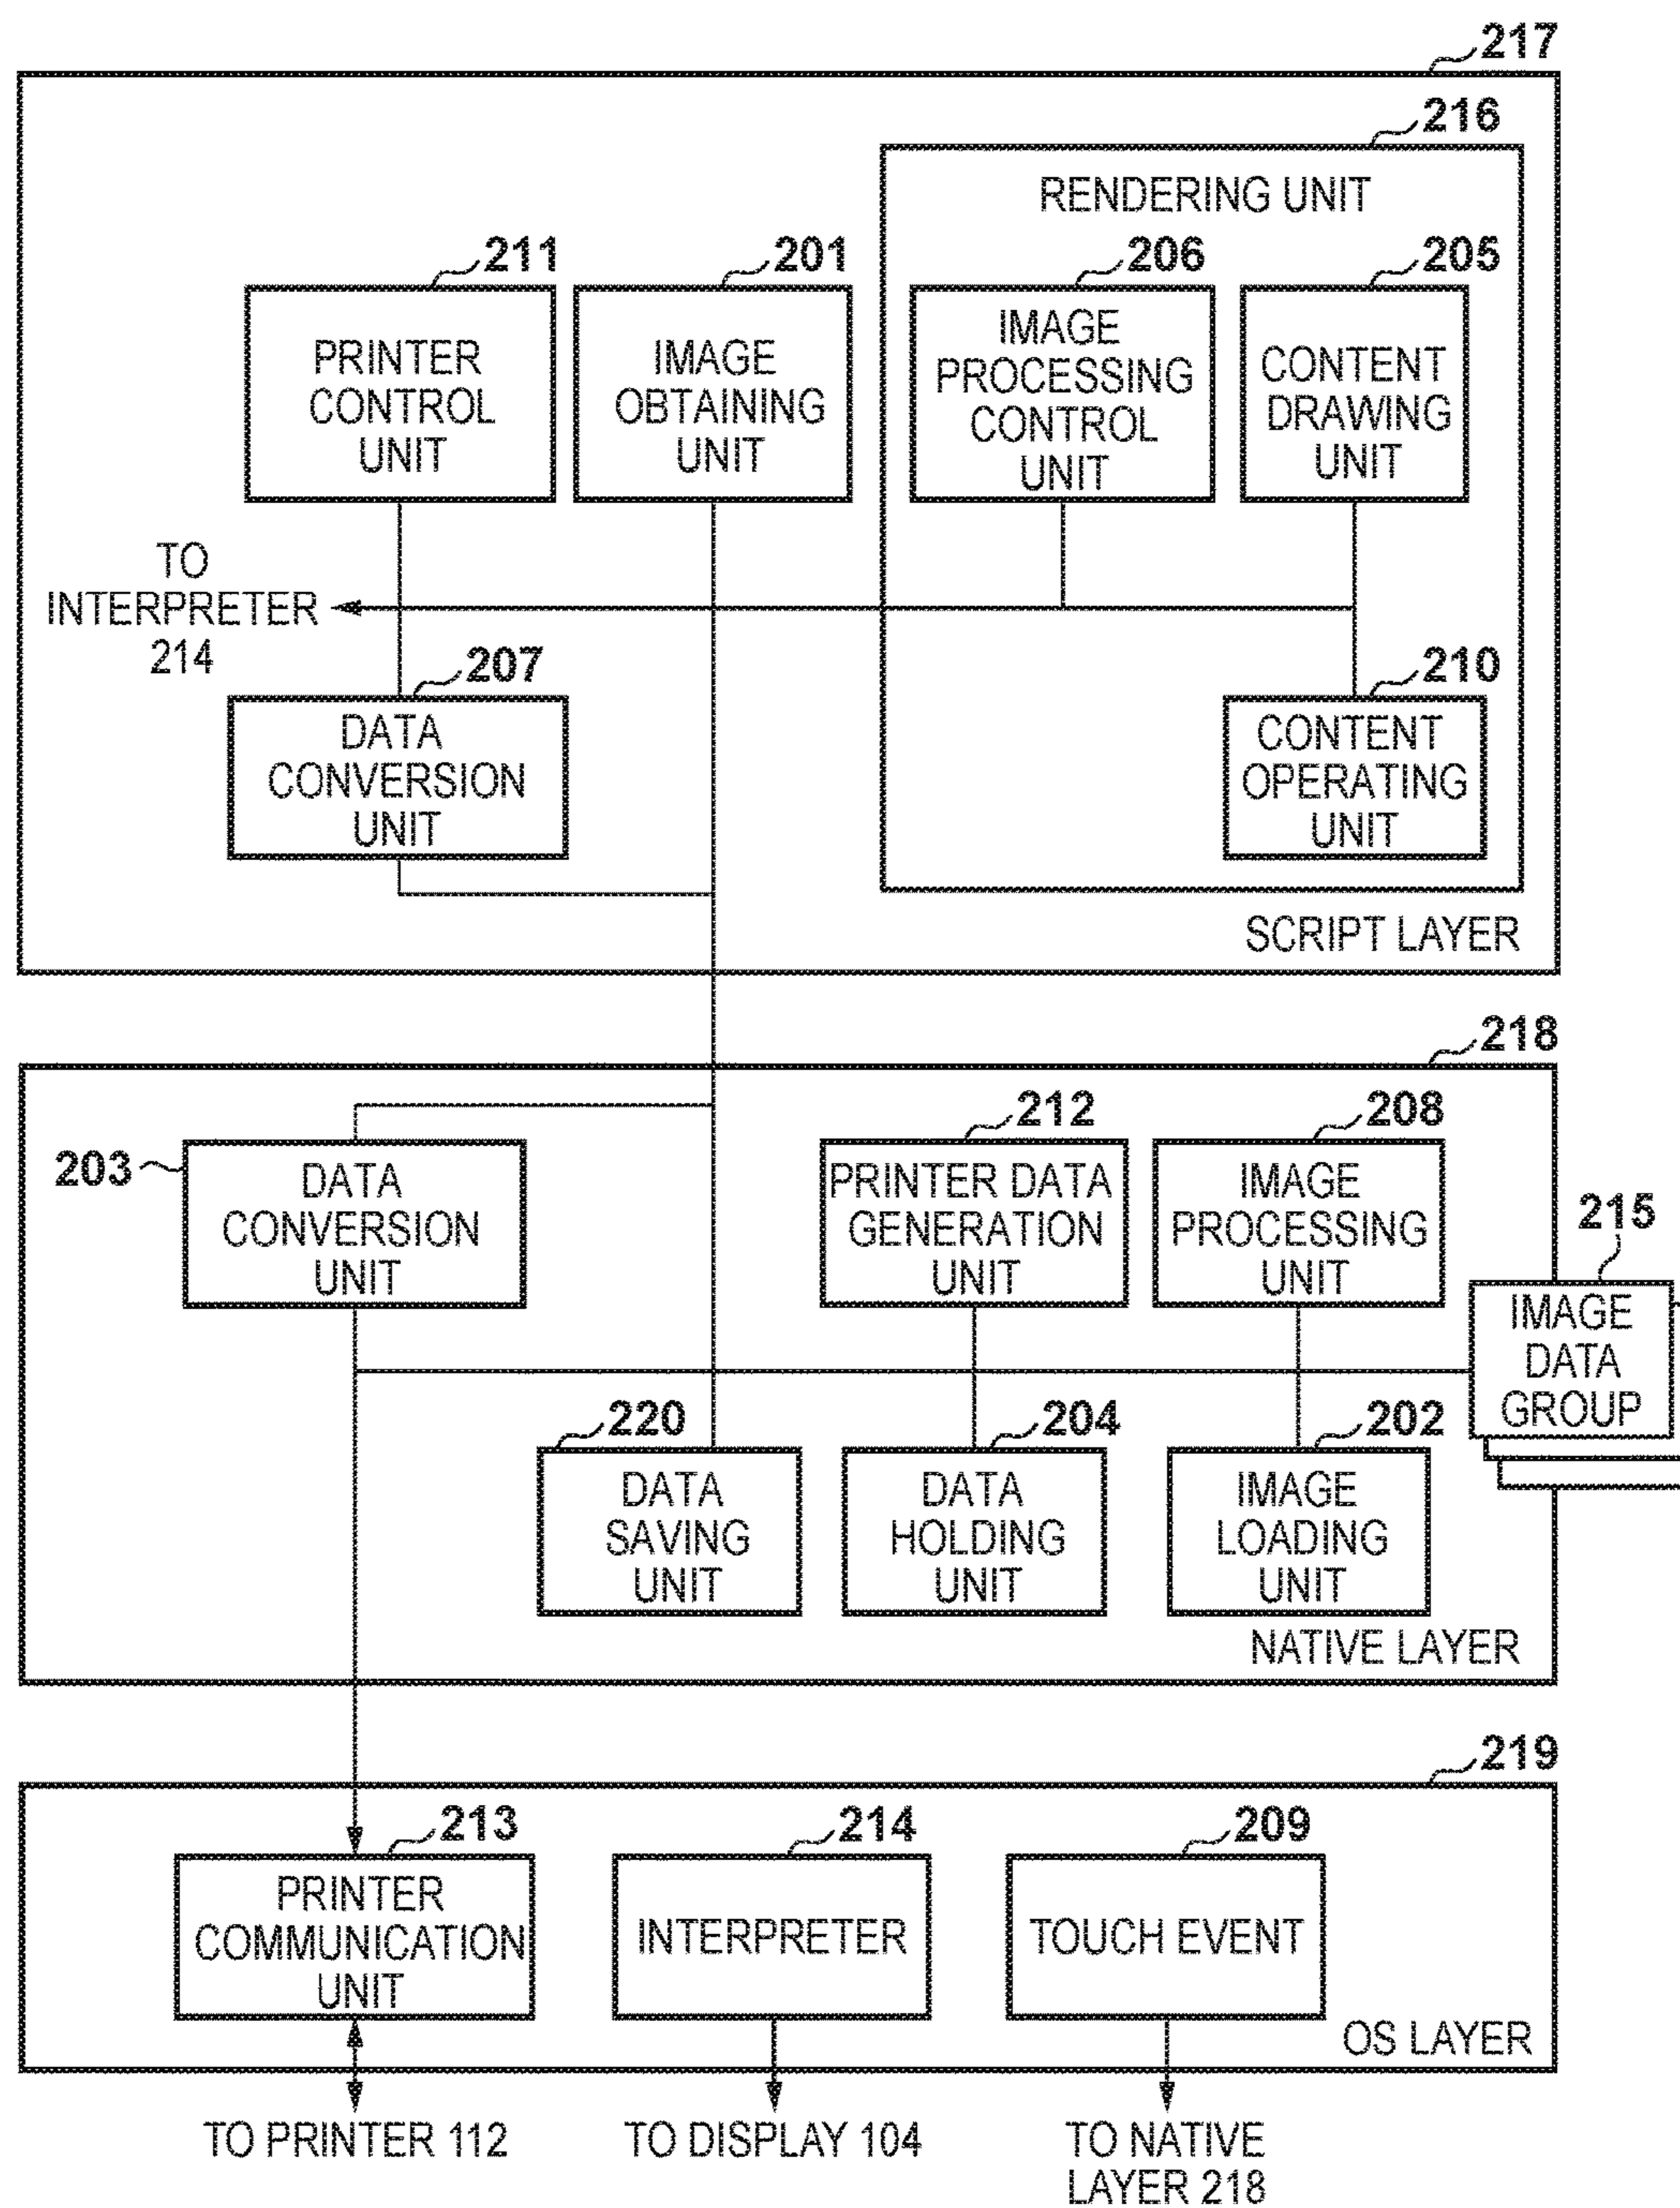 217
216
RENDERING UNIT
211
201
206
205
PRINTER
CONTROL
UNIT
IMAGE
OBTAINING
UNIT
IMAGE
PROCESSING
CONTROL
UNIT
CONTENT
DRAWING
UNIT
TO
INTERPRETER
214
207
210
DATA
CONVERSION
UNIT
CONTENT
OPERATING
UNIT
SCRIPT LAYER
218
212
208
203
DATA
CONVERSION
UNIT
PRINTER DATA
GENERATION
UNIT
IMAGE
PROCESSING
UNIT
215
IMAGE
DATA
GROUP
220
204
202
DATA
SAVING
UNIT
DATA
HOLDING
UNIT
IMAGE
LOADING
UNIT
NATIVE LAYER
219
213
214
209
PRINTER
COMMUNICATION
UNIT
INTERPRETER
TOUCH EVENT
OS LAYER
TO PRINTER 112
TO DISPLAY 104
TO NATIVE
LAYER 218